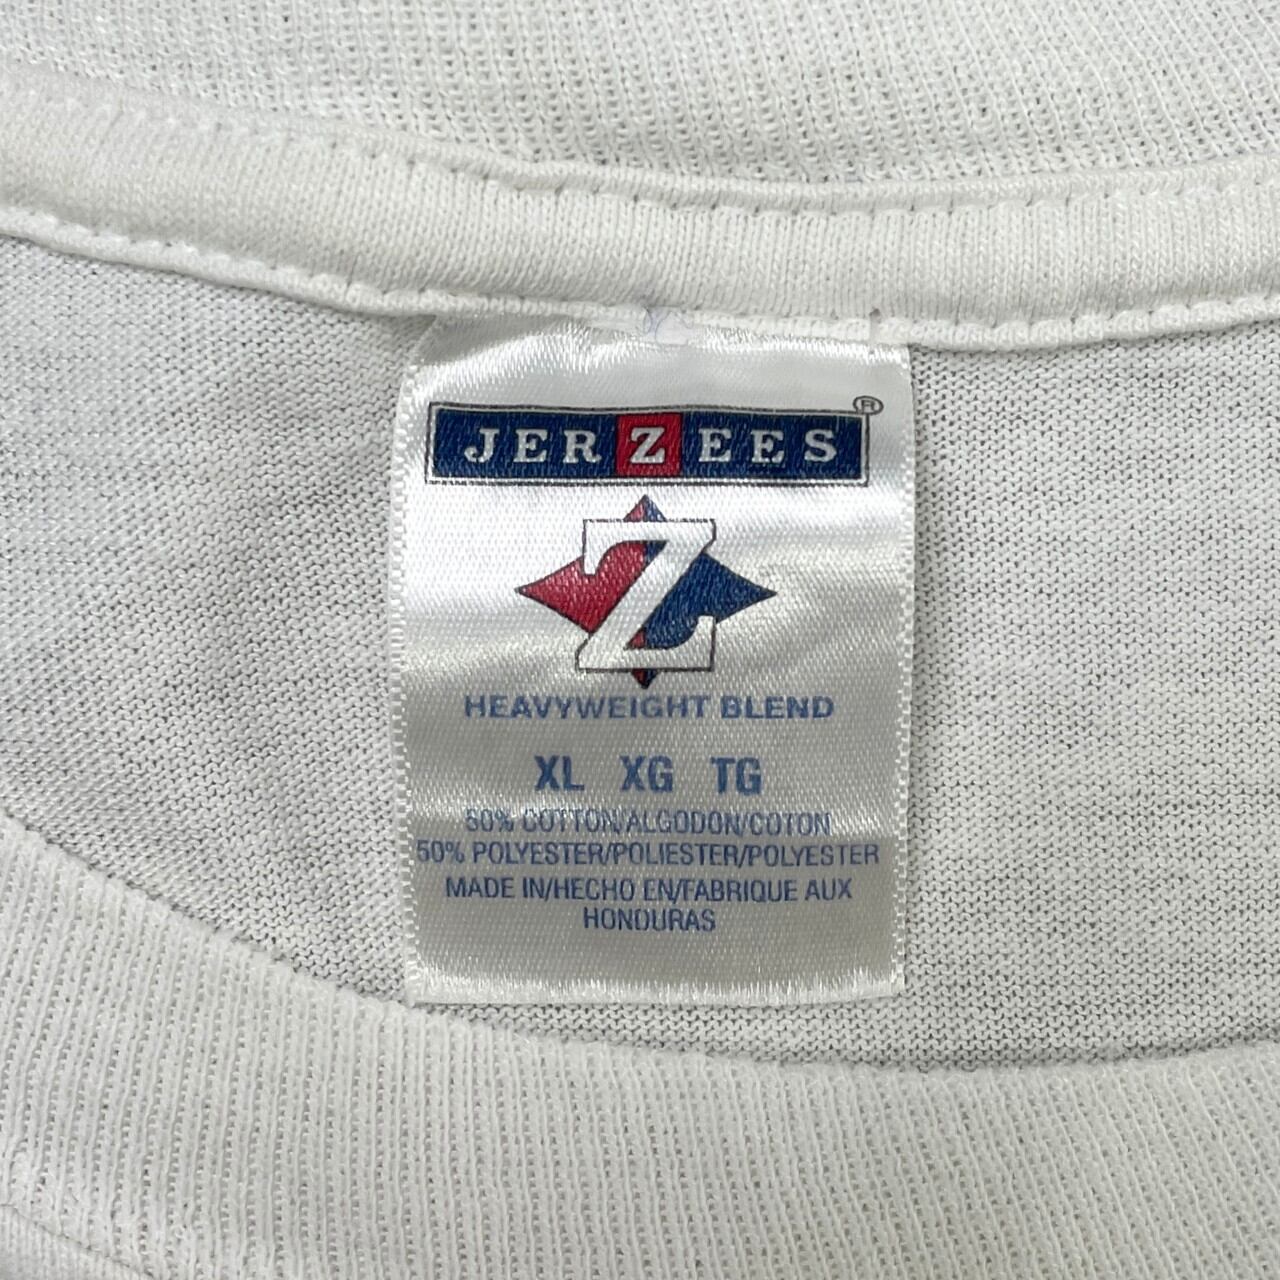 JERZEES®
Z
HEAVYWEIGHT BLEND
XL XG TG
50% COTTON/ALGODON/COTON
50% POLYESTER/POLIESTER/POLYESTER
MADE IN/HECHO EN/FABRIQUE AUX
HONDURAS